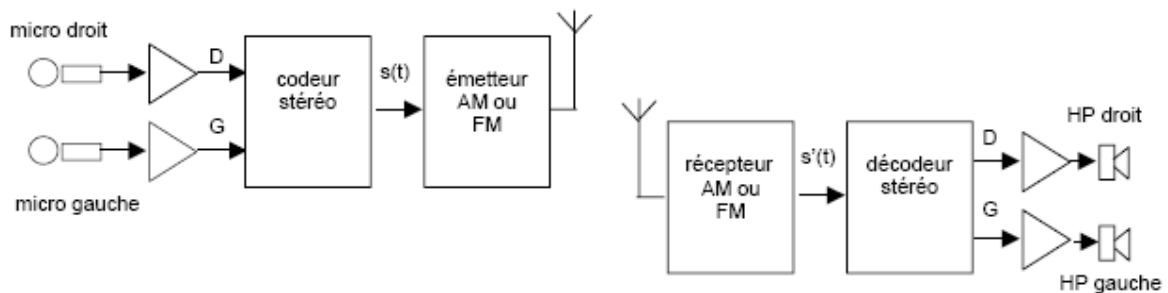 micro droit
D
codeur
stéréo
s(t)
émetteur
AM ou
FM
G
micro gauche
récepteur
AM ou
FM
s'(t)
décodeur
stéréo
D
HP droit
G
HP gauche